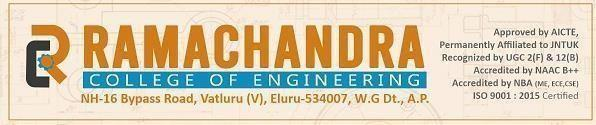 RAMACHANDRA
COLLEGE OF ENGINEERING
NH-16 Bypass Road, Vatluru (V), Eluru-534007, W.G Dt., A.P.
Approved by AICTE,
Permanently Affiliated to JNTUK
Recognized by UGC 2(F) & 12(B)
Accredited by NAAC B++
Accredited by NBA (ME, ECE,CSE)
ISO 9001 : 2015 Certified